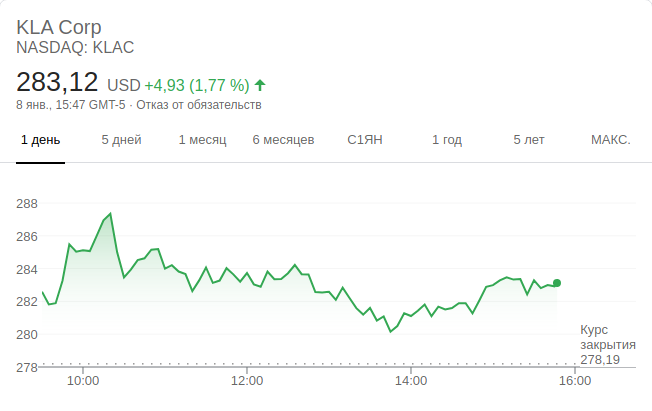 KLA Corp
NASDAQ: KLAC
283,12 USD +4,93 (1,77 %)
8 янв., 15:47 GMT-5 · Отказ от обязательств
1 день 5 дней 1 месяц 6 месяцев С1ЯН 1 год 5 лет МАКС.
288
286
284
282
280
278
Курс
закрытия
278,19
10:00 12:00 14:00 16:00